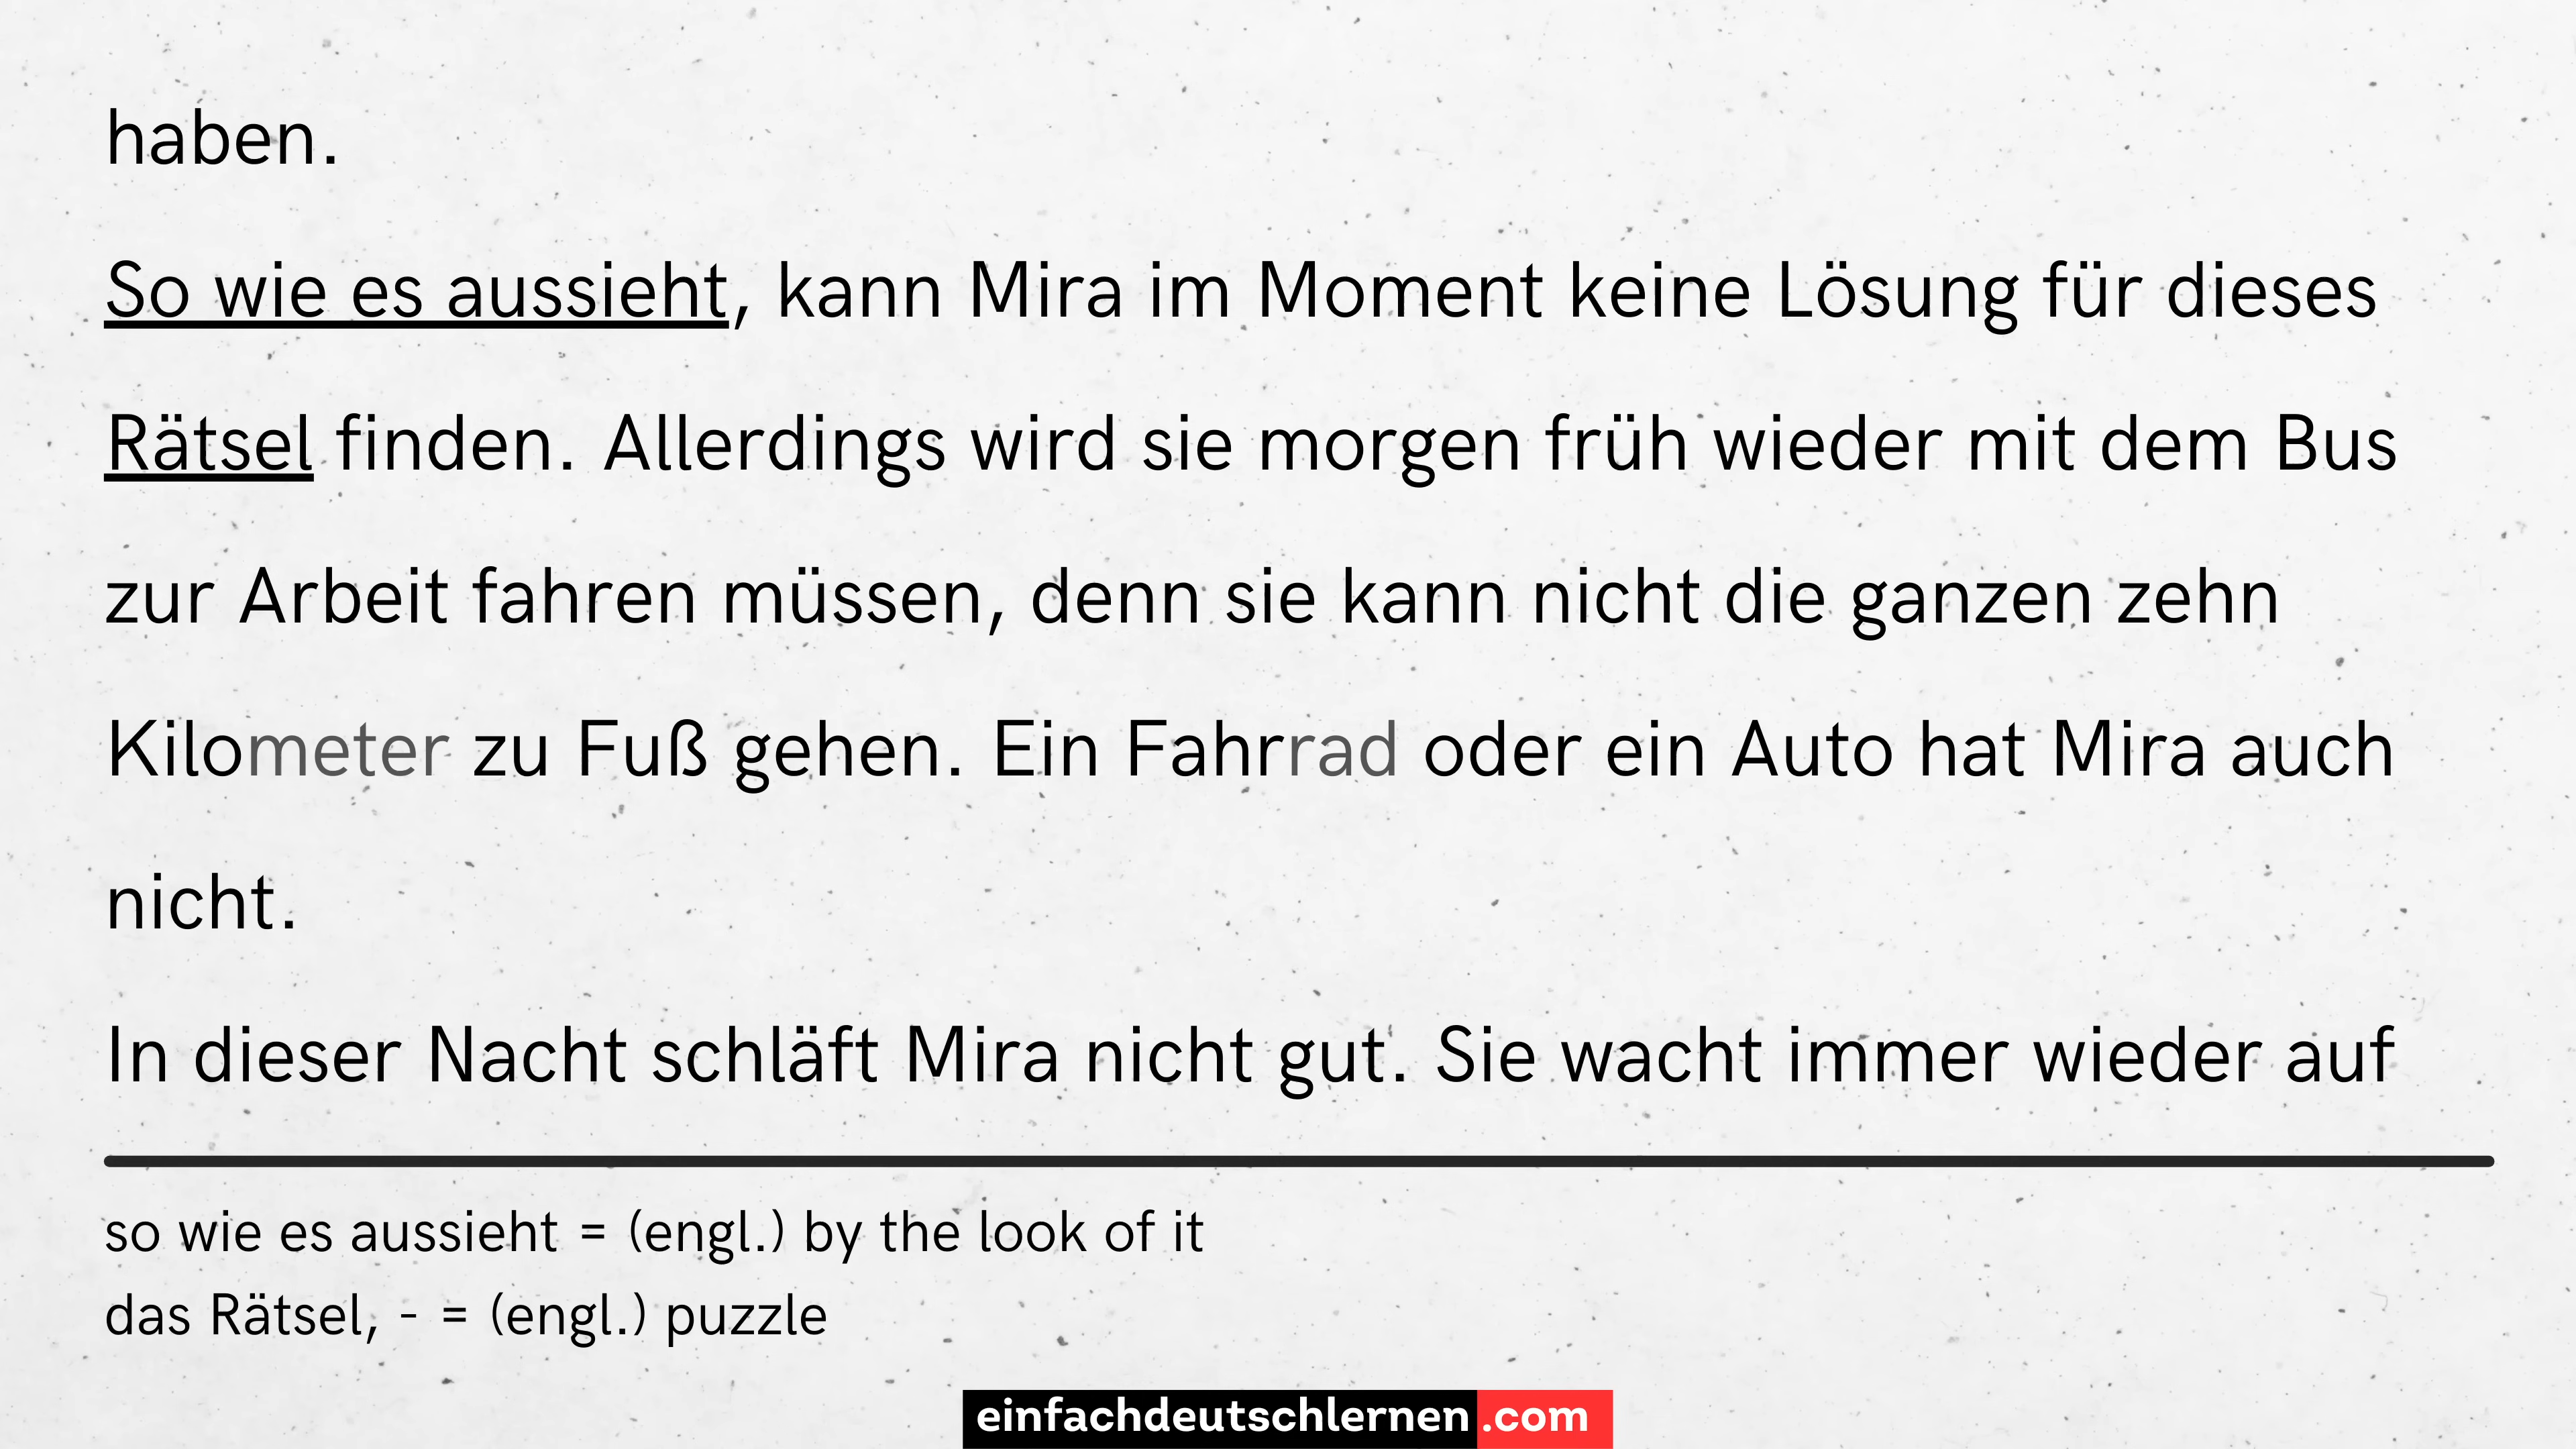 haben.
So wie es aussieht, kann Mira im Moment keine Lösung für dieses
Rätsel finden. Allerdings wird sie morgen früh wieder mit dem Bus
zur Arbeit fahren müssen, denn sie kann nicht die ganzen zehn
Kilometer zu Fuß gehen. Ein Fahrrad oder ein Auto hat Mira auch
nicht.
In dieser Nacht schläft Mira nicht gut. Sie wacht immer wieder auf
so wie es aussieht = (engl.) by the look of it
das Rätsel, - = (engl.) puzzle
einfachdeutschlernen.com